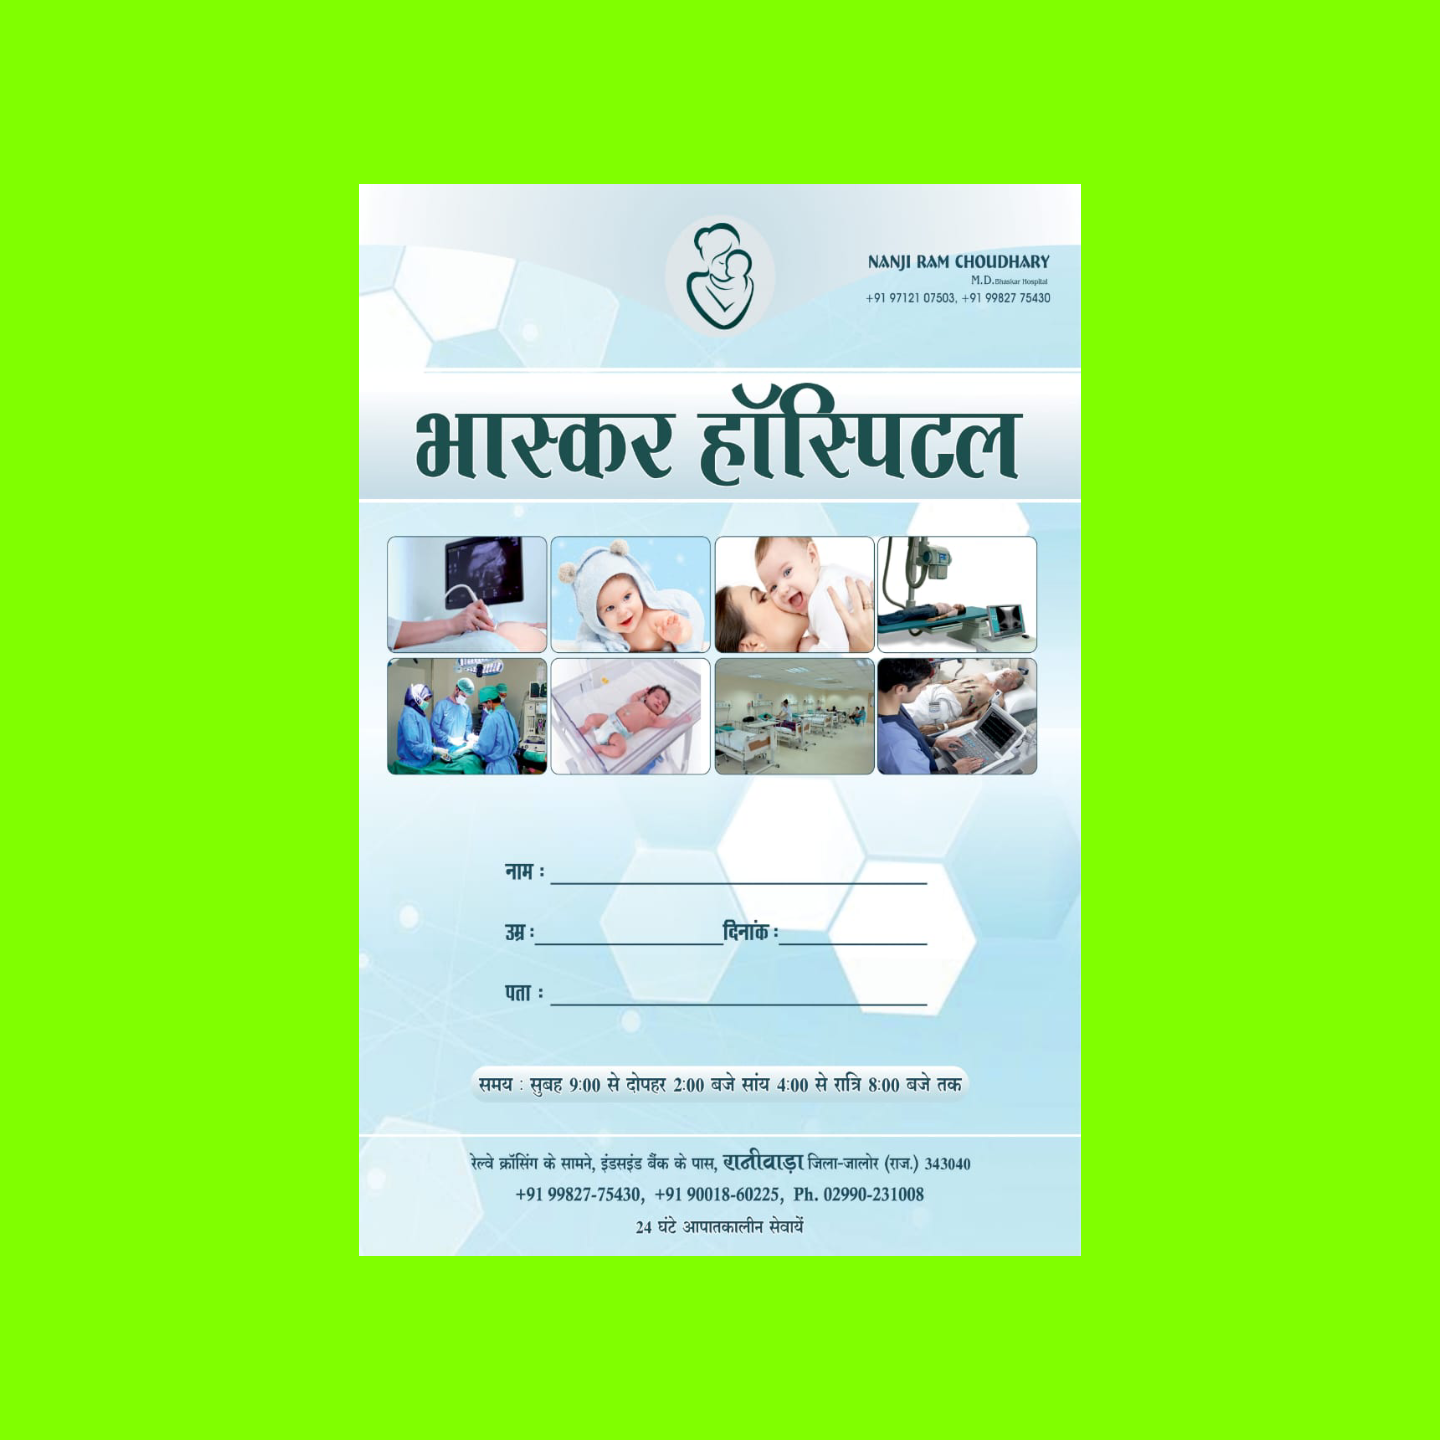 NANJI RAM CHOUDHARY
M.D.Bhaskar Hospital
+91 97121 07503, +91 99827 75430
भास्कर हॉस्पिटल
नाम :
उम्र : दिनांक :
पता :
समय : सुबह 9:00 से दोपहर 2:00 बजे सांय 4:00 से रात्रि 8:00 बजे तक
रेल्वे क्रॉसिंग के सामने, इंडसइंड बैंक के पास, रानीवाड़ा जिला-जालोर (राज.) 343040
+91 99827-75430, +91 90018-60225, Ph. 02990-231008
24 घंटे आपातकालीन सेवायें